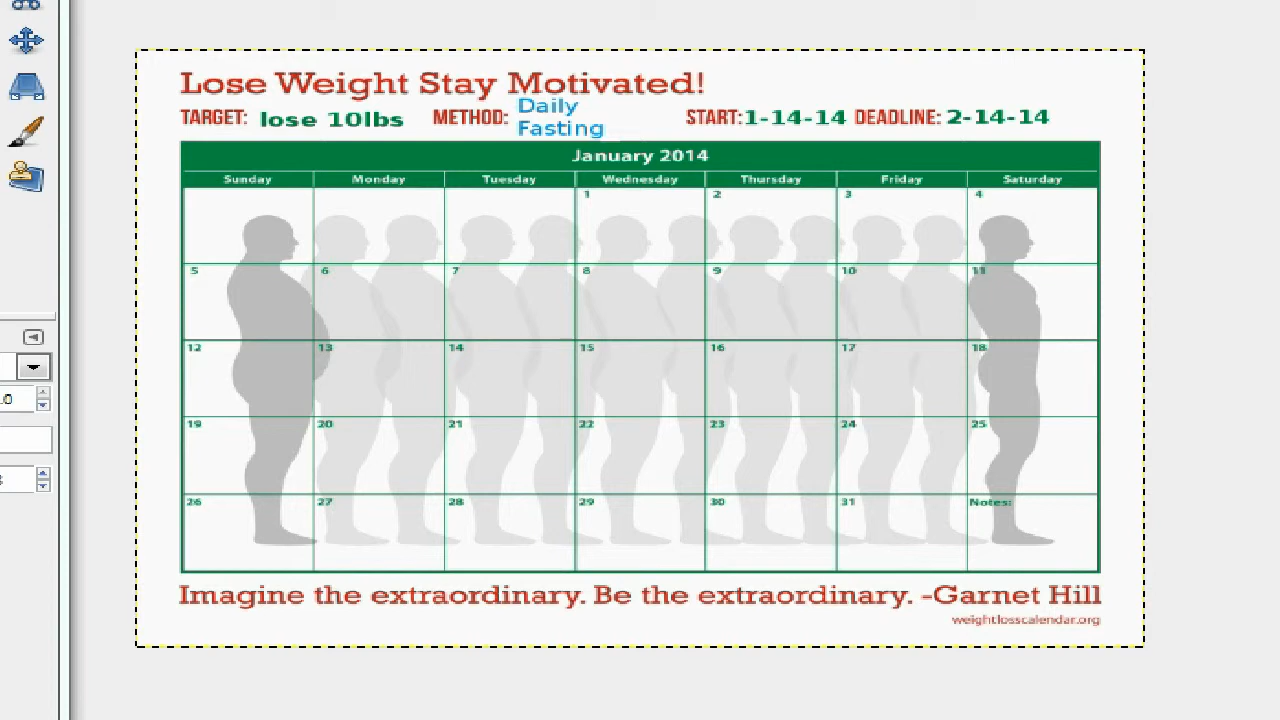 Lose Weight Stay Motivated!
TARGET: lose 10lbs METHOD: Daily Fasting START: 1-14-14 DEADLINE: 2-14-14
January 2014
Sunday Monday Tuesday Wednesday Thursday Friday Saturday
1 2 3 4
5 6 7 8 9 10 11
12 13 14 15 16 17 18
19 20 21 22 23 24 25
26 27 28 29 30 31 Notes:
Imagine the extraordinary. Be the extraordinary. -Garnet Hill
weightlosscalendar.org